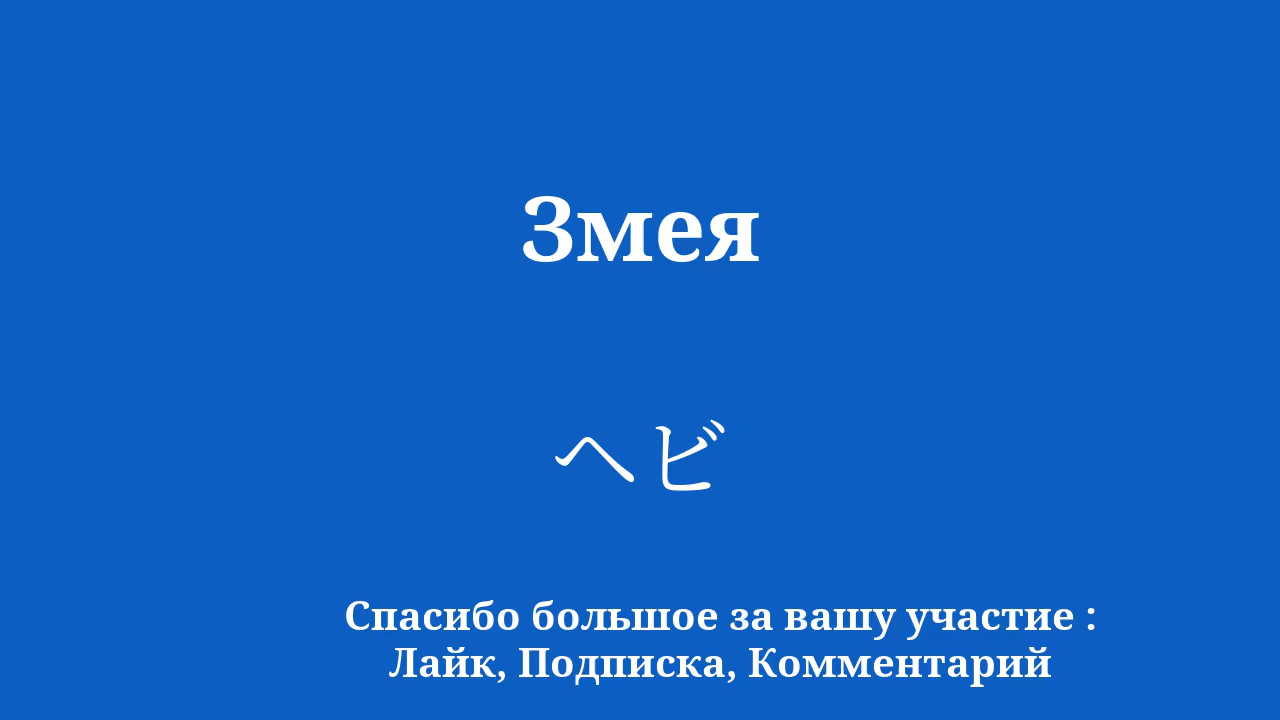 Змея
ヘビ
Спасибо большое за вашу участие :
Лайк, Подписка, Комментарий